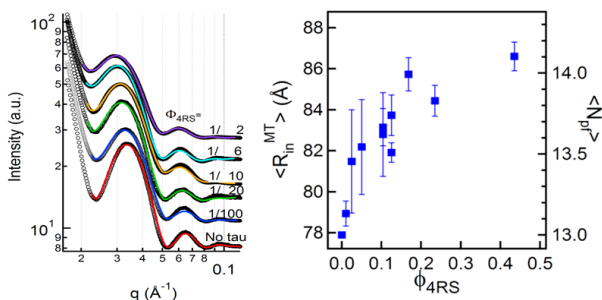 10²
9
8
7
6
5
4
3
2
10¹
9
8
Intensity (a.u.)
Φ4RS=
1/ 2
1/ 6
1/ 10
1/ 20
1/100
No tau
2 3 4 5 6 7 8 0.1
q (Å⁻¹)
88
86
84
82
80
78
<R_in^MT> (Å)
14.0
13.5
13.0
<N_pf>
0.0 0.1 0.2 0.3 0.4 0.5
ϕ4RS